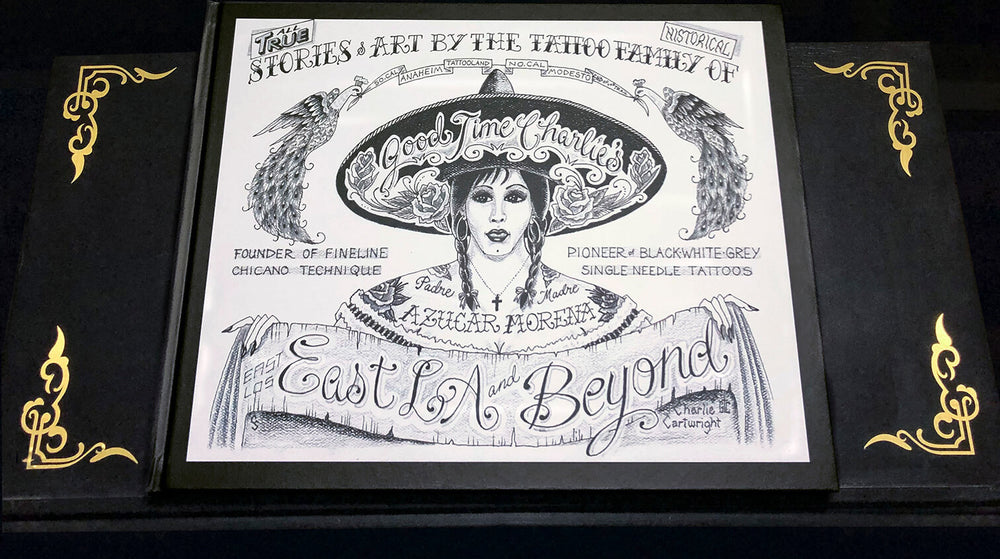 ALL TRUE
HISTORICAL
STORIES & ART BY THE TATTOO FAMILY OF
SO.CAL ANAHEIM TATTOOLAND NO.CAL MODESTO
Good Time Charlie's
FOUNDER OF FINELINE
CHICANO TECHNIQUE
PIONEER of BLACK-WHITE-GREY
SINGLE NEEDLE TATTOOS
Padre Madre
AZUCAR MORENA
EAST
LOS
East LA and Beyond
Charlie
Cartwright